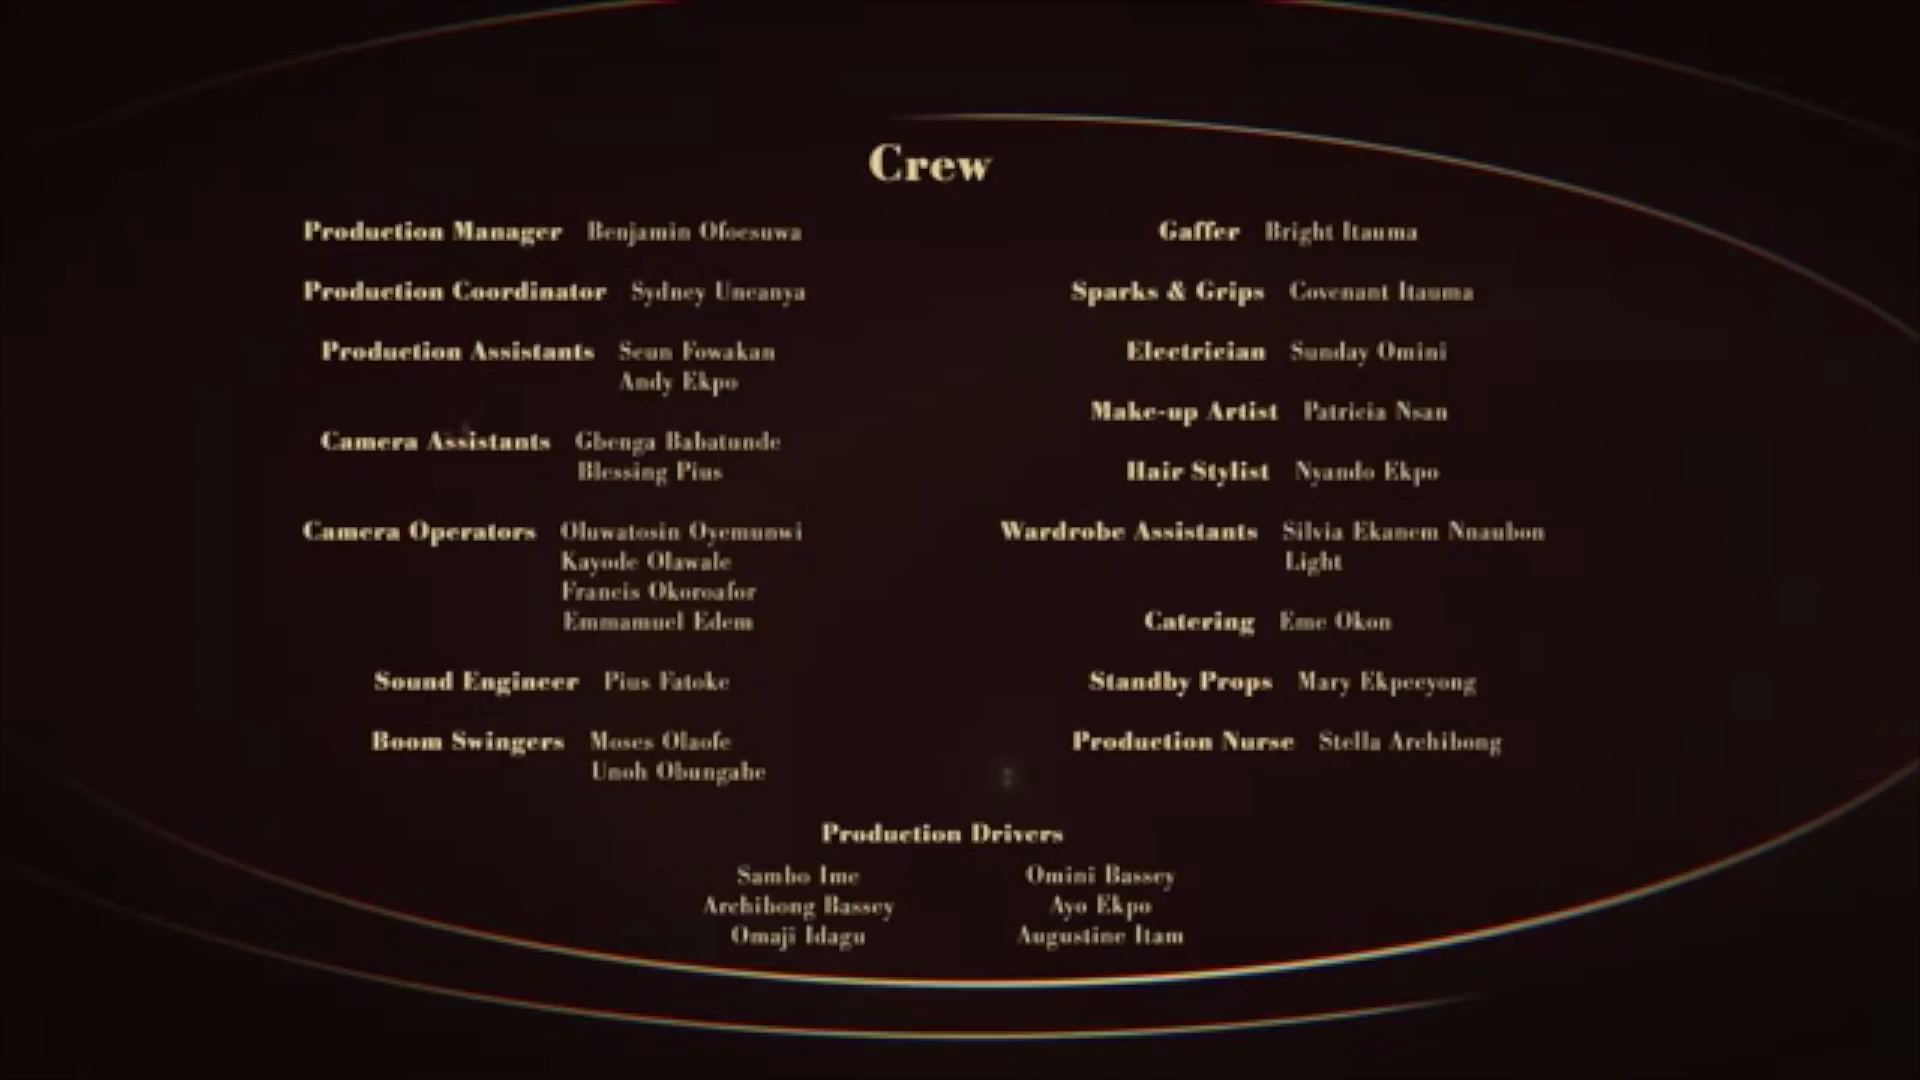 Crew
Production Manager Benjamin Ofoesuwa
Production Coordinator Sydney Uneanya
Production Assistants Seun Fowakan
Andy Ekpo
Camera Assistants Gbenga Babatunde
Blessing Pius
Camera Operators Oluwatosin Oyemunwi
Kayode Olawale
Francis Okoroafor
Emmamuel Edem
Sound Engineer Pius Fatoke
Boom Swingers Moses Olaofe
Unoh Obungabe
Gaffer Bright Itauma
Sparks & Grips Covenant Itauma
Electrician Sunday Omini
Make-up Artist Patricia Nsan
Hair Stylist Nyando Ekpo
Wardrobe Assistants Silvia Ekanem Nnaubon
Light
Catering Eme Okon
Standby Props Mary Ekpeeyong
Production Nurse Stella Archibong
Production Drivers
Sambo Ime
Archibong Bassey
Omaji Idagu
Omini Bassey
Ayo Ekpo
Augustine Itam